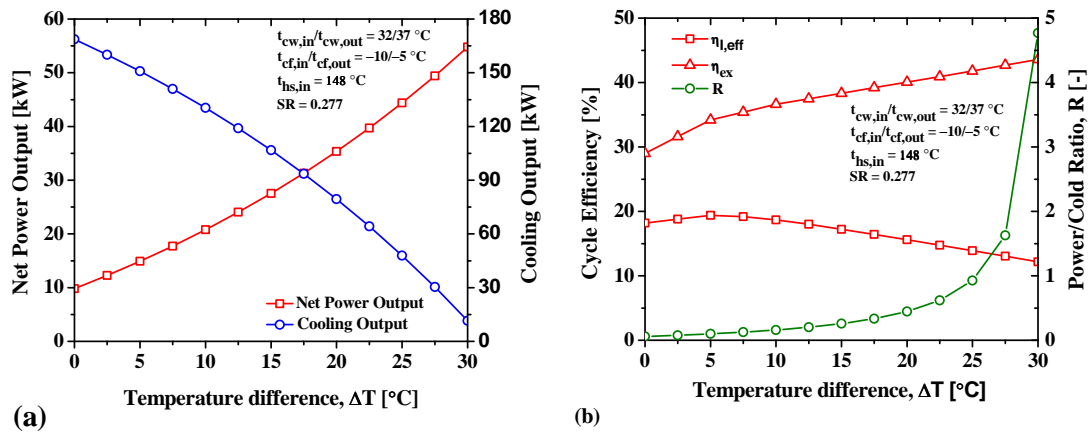 60
50
40
30
20
10
0
Net Power Output [kW]
180
150
120
90
60
30
0
Cooling Output [kW]
t_cw,in/t_cw,out = 32/37 °C
t_cf,in/t_cf,out = –10/–5 °C
t_hs,in = 148 °C
SR = 0.277
Net Power Output
Cooling Output
0 5 10 15 20 25 30
Temperature difference, ΔT [°C]
(a)
50
40
30
20
10
0
Cycle Efficiency [%]
5
4
3
2
1
0
Power/Cold Ratio, R [-]
η_I,eff
η_ex
R
t_cw,in/t_cw,out = 32/37 °C
t_cf,in/t_cf,out = –10/–5 °C
t_hs,in = 148 °C
SR = 0.277
0 5 10 15 20 25 30
Temperature difference, ΔT [°C]
(b)